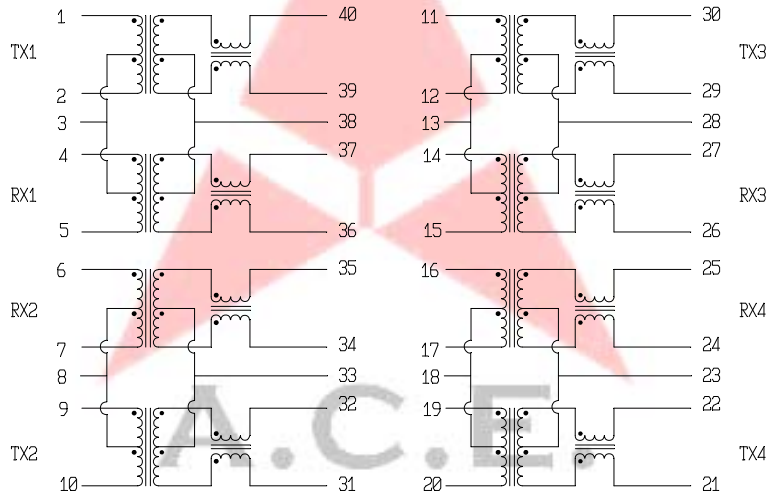 1 40 11 30
TX1 TX3
2 39 12 29
3 38 13 28
4 37 14 27
RX1 RX3
5 36 15 26
6 35 16 25
RX2 RX4
7 34 17 24
8 33 18 23
9 32 19 22
A.C.E.
TX2 TX4
10 31 20 21